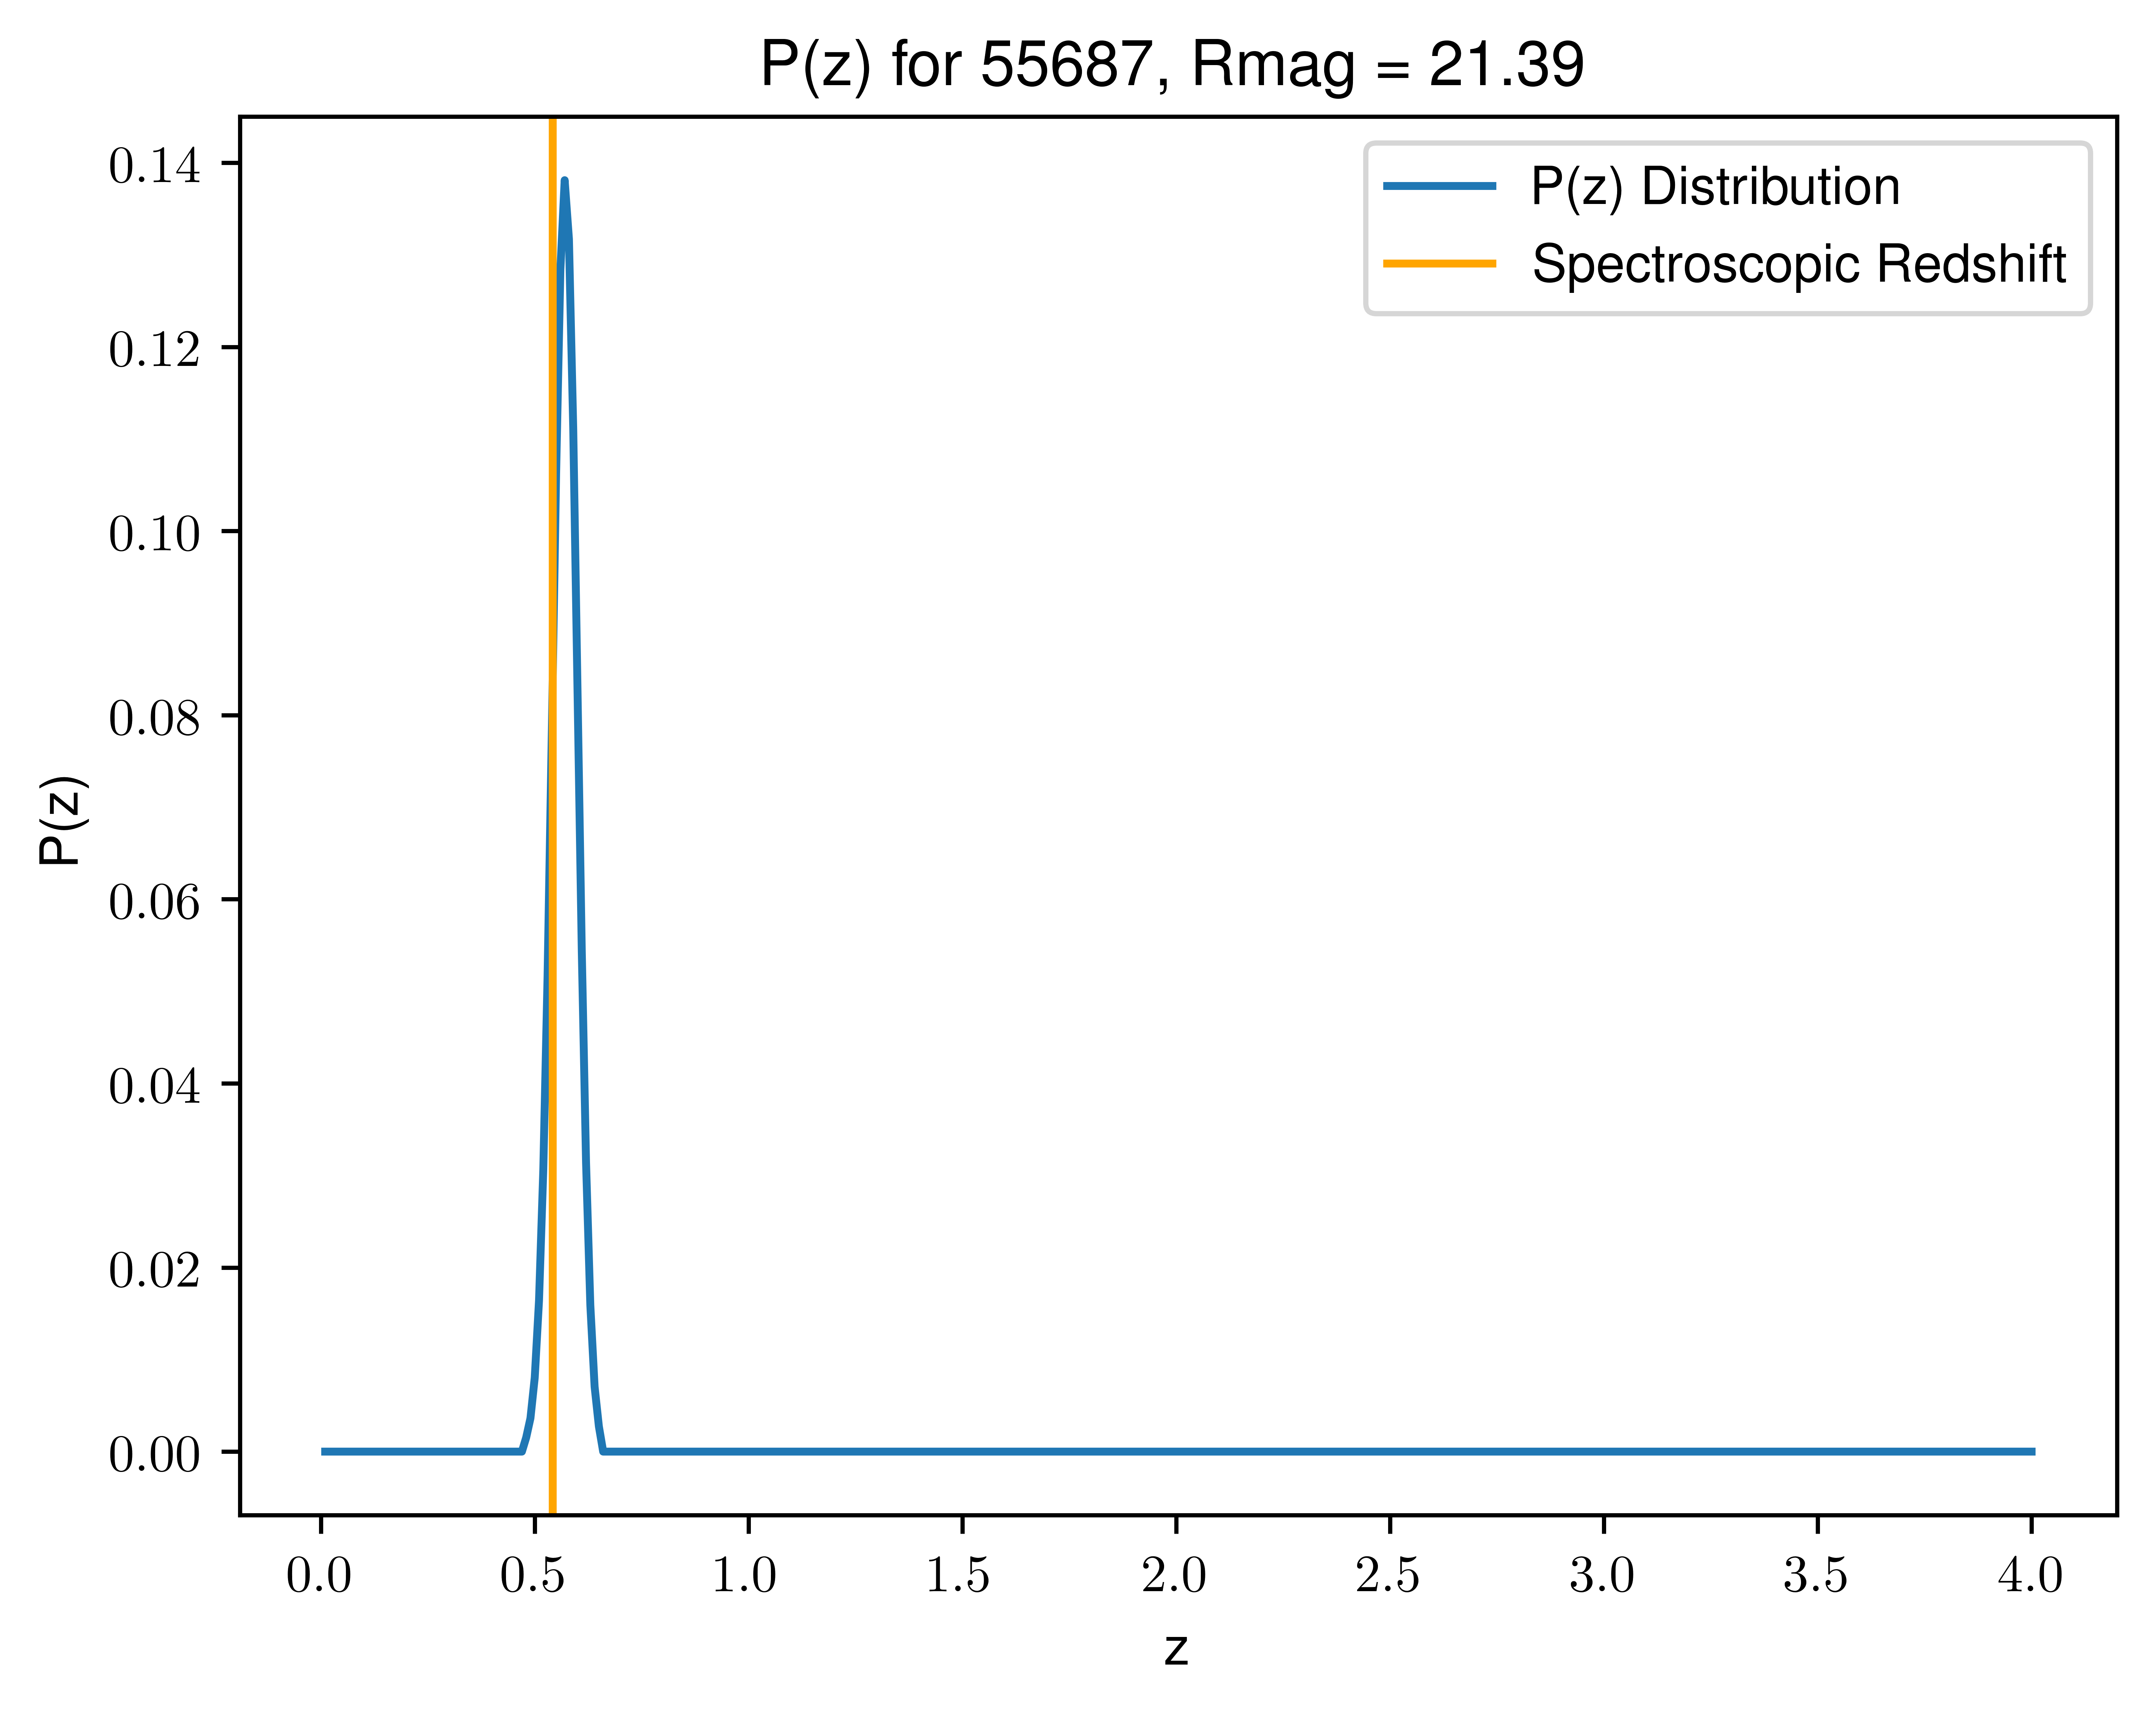 P(z) for 55687, Rmag = 21.39
P(z) Distribution
Spectroscopic Redshift
0.14
0.12
0.10
0.08
0.06
0.04
0.02
0.00
P(z)
0.0 0.5 1.0 1.5 2.0 2.5 3.0 3.5 4.0
z